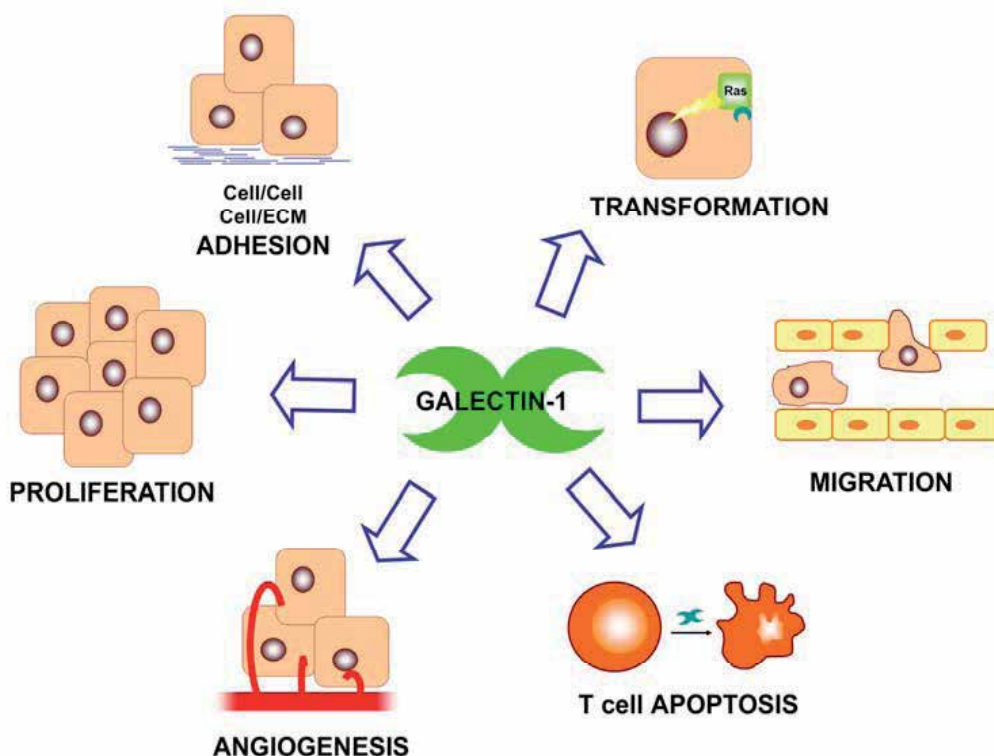 Ras
TRANSFORMATION
Cell/Cell
Cell/ECM
ADHESION
GALECTIN-1
PROLIFERATION
MIGRATION
T cell APOPTOSIS
ANGIOGENESIS